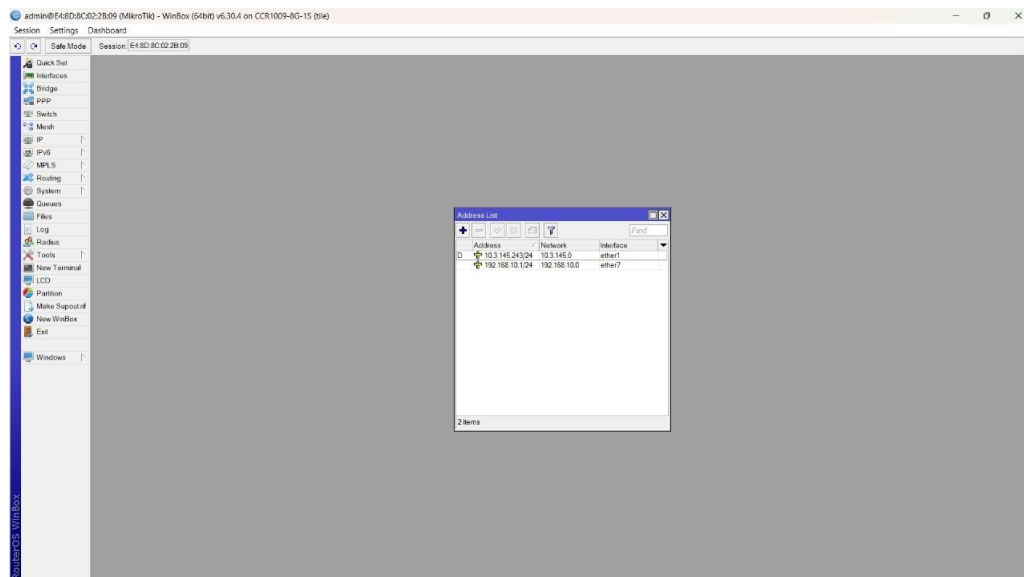 admin@E4:8D:8C:02:2B:09 (MikroTik) - WinBox (64bit) v6.30.4 on CCR1009-8G-1S (tile)
Session Settings Dashboard
Safe Mode Session: E4:8D:8C:02:2B:09
Quick Set
Interfaces
Bridge
PPP
Switch
Mesh
IP
IPv6
MPLS
Routing
System
Queues
Files
Log
Radius
Tools
New Terminal
LCD
Partition
Make Supout.rif
New WinBox
Exit
Windows
RouterOS WinBox
Address List
Find
Address Network Interface
D 10.3.145.243/24 10.3.145.0 ether1
192.168.10.1/24 192.168.10.0 ether7
2 items